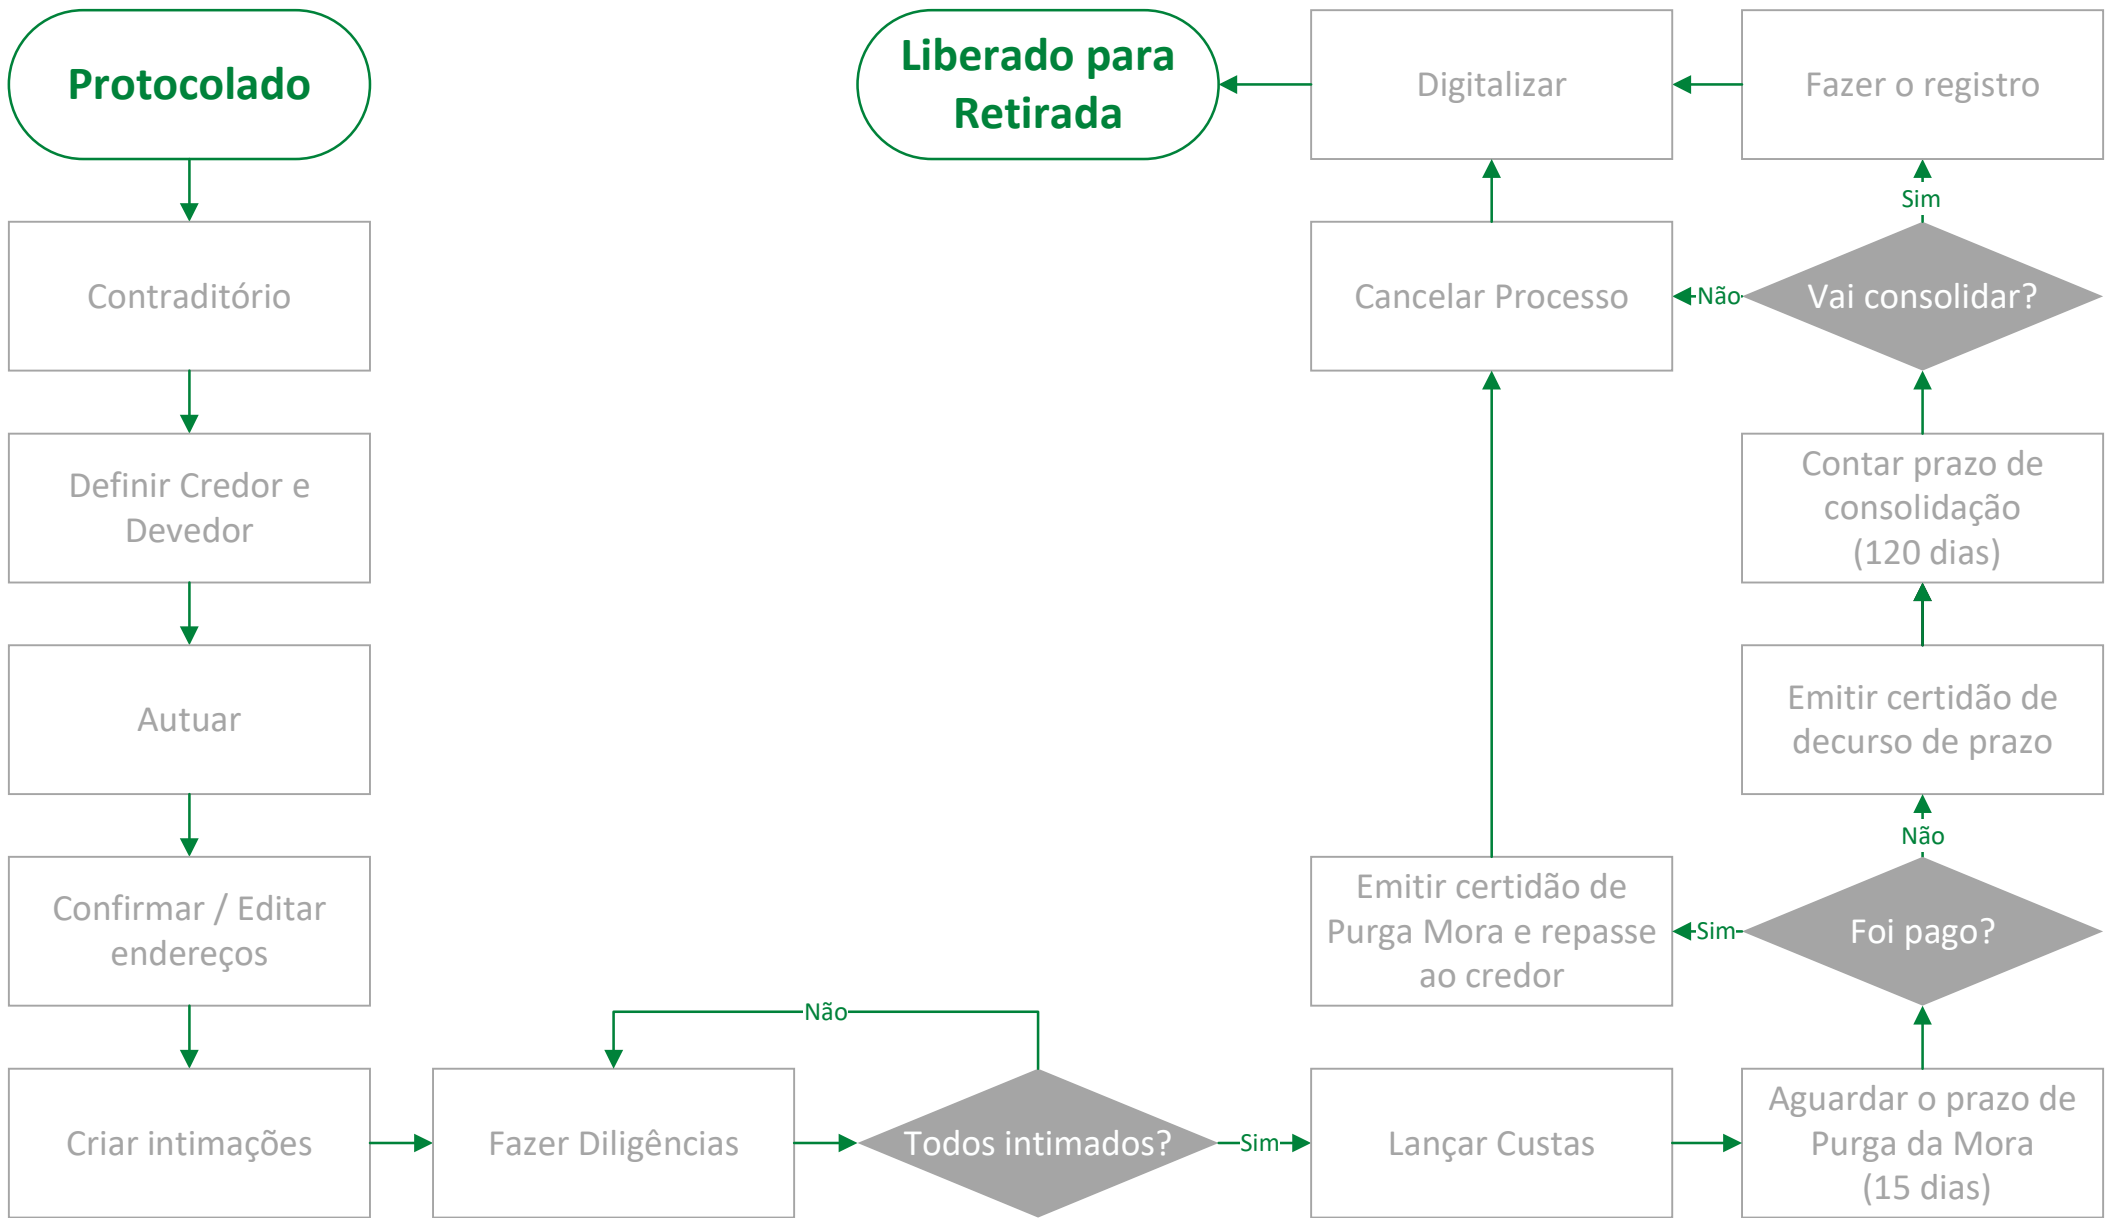 Protocolado
Contraditório
Definir Credor e
Devedor
Autuar
Confirmar / Editar
endereços
Criar intimações
Fazer Diligências
Não
Todos intimados?
Sim
Lançar Custas
Aguardar o prazo de
Purga da Mora
(15 dias)
Foi pago?
Sim
Emitir certidão de
Purga Mora e repasse
ao credor
Não
Emitir certidão de
decurso de prazo
Contar prazo de
consolidação
(120 dias)
Vai consolidar?
Não
Cancelar Processo
Sim
Fazer o registro
Digitalizar
Liberado para
Retirada